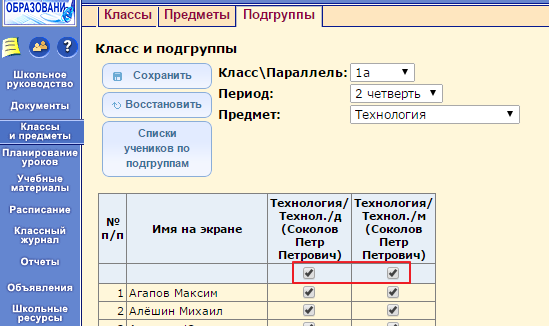 ОБРАЗОВАНИ
Классы Предметы Подгруппы
Класс и подгруппы
Сохранить
Восстановить
Списки
учеников по
подгруппам
Класс\Параллель: 1а
Период: 2 четверть
Предмет: Технология
Школьное
руководство
Документы
Классы
и предметы
Планирование
уроков
Учебные
материалы
Расписание
Классный
журнал
Отчеты
Объявления
Школьные
ресурсы
№
п/п
Имя на экране
Технология/
Технол./д
(Соколов
Петр
Петрович)
Технология/
Технол./м
(Соколов
Петр
Петрович)
1 Агапов Максим
2 Алёшин Михаил